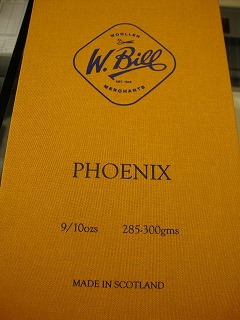 WOOLLEN
W. Bill
EST. 1846
MERCHANTS
PHOENIX
9/10ozs 285-300gms
MADE IN SCOTLAND